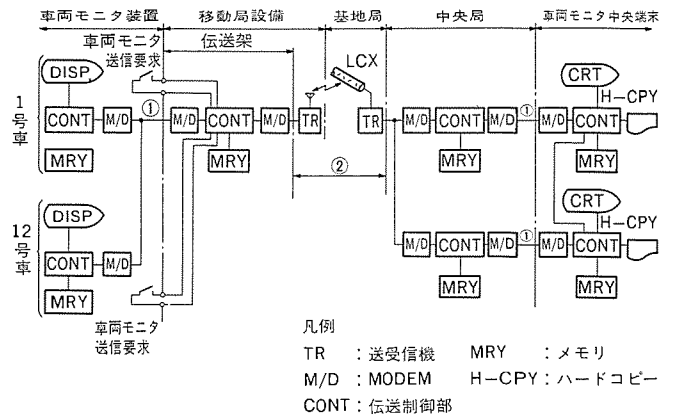 車両モニタ装置 移動局設備 基地局 中央局 車両モニタ中央端末
車両モニタ
送信要求
伝送架
LCX
1号車
DISP
CONT
M/D
①
M/D
CONT
M/D
TR
TR
M/D
CONT
M/D
①
M/D
CONT
CRT
H-CPY
MRY
MRY
②
MRY
MRY
12号車
DISP
CONT
M/D
MRY
M/D
CONT
M/D
①
M/D
CONT
CRT
H-CPY
MRY
MRY
車両モニタ
送信要求
凡例
TR : 送受信機 MRY : メモリ
M/D : MODEM H-CPY : ハードコピー
CONT : 伝送制御部